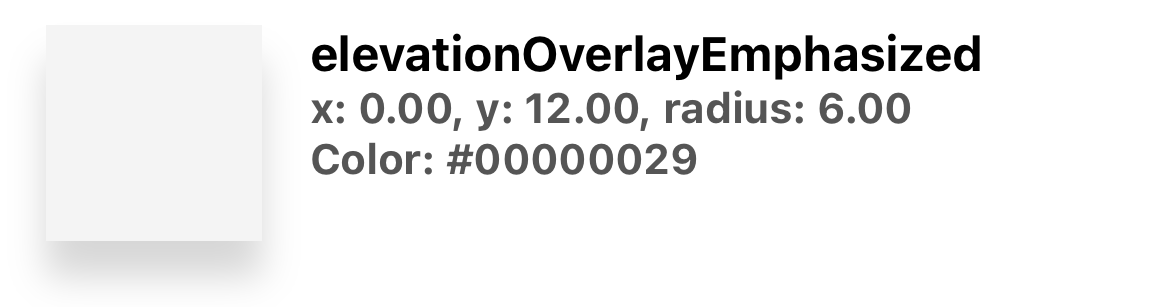 elevationOverlayEmphasized
x: 0.00, y: 12.00, radius: 6.00
Color: #00000029